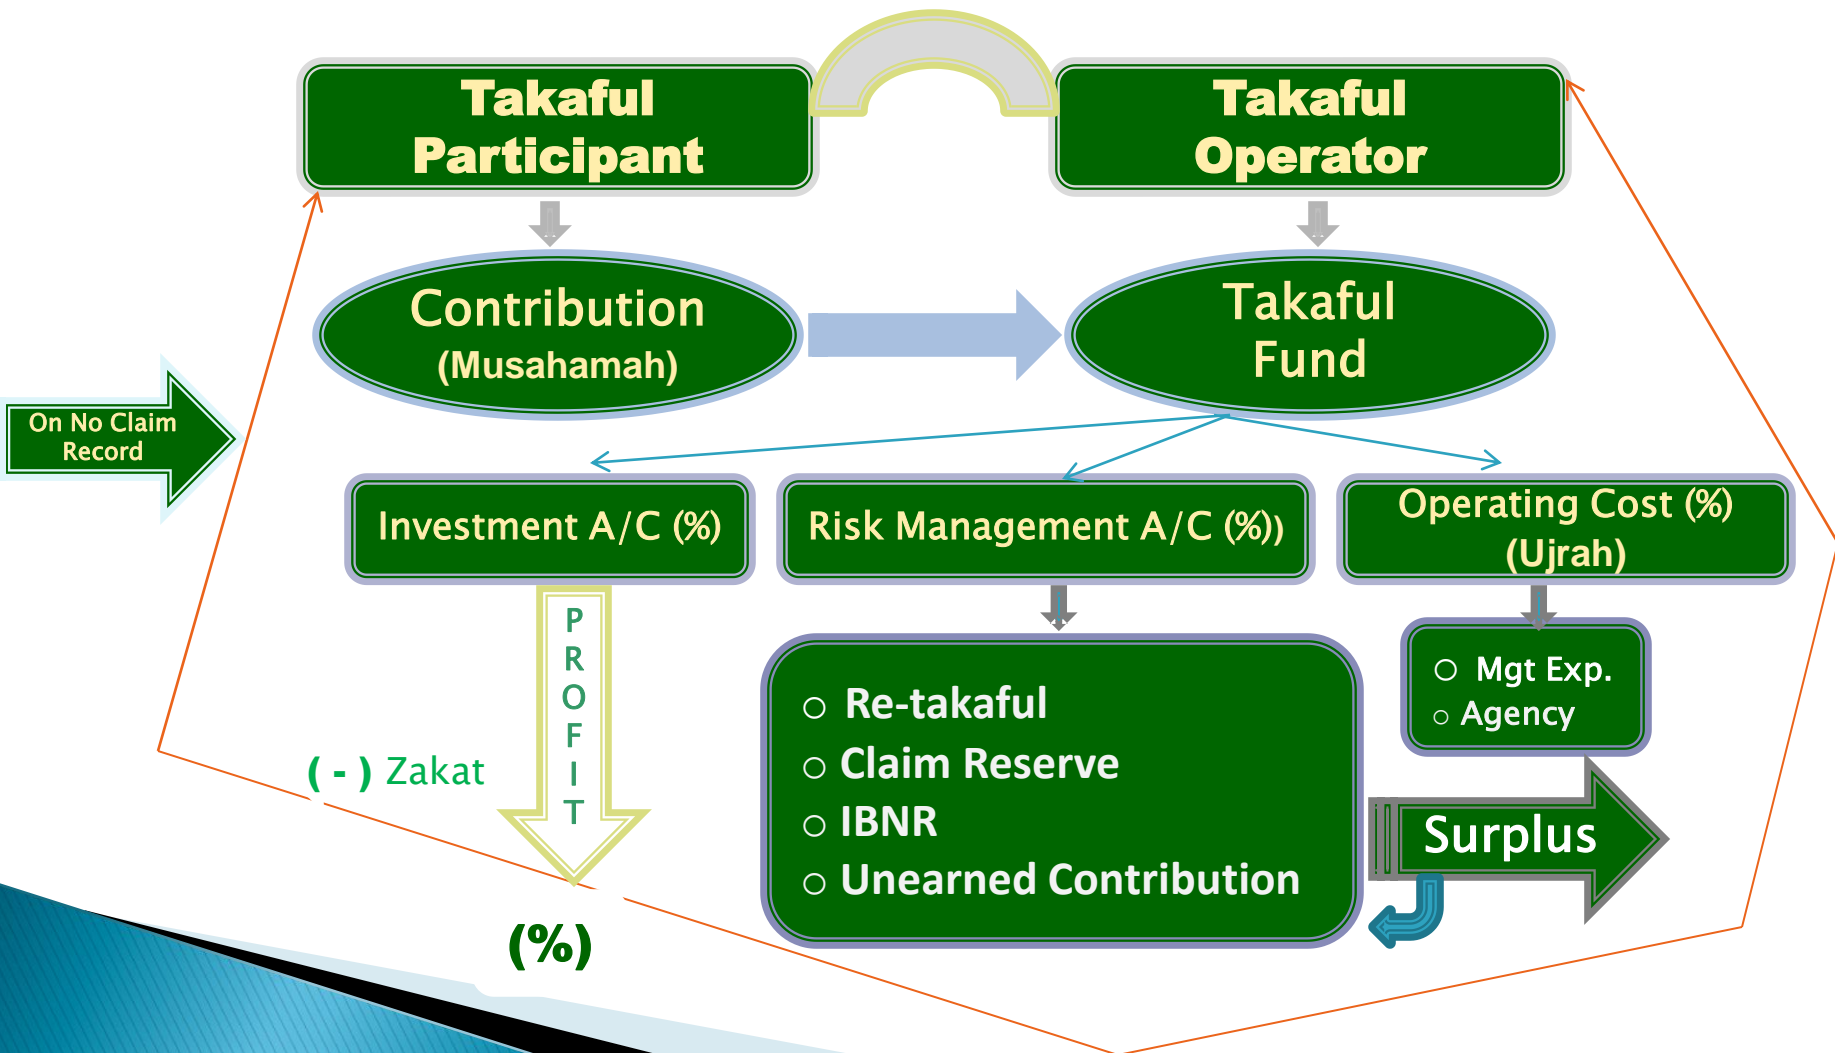 Takaful
Participant
Takaful
Operator
Contribution
(Musahamah)
Takaful
Fund
On No Claim
Record
Investment A/C (%)
Risk Management A/C (%))
Operating Cost (%)
(Ujrah)
P
R
O
F
I
T
○ Mgt Exp.
○ Agency
○ Re-takaful
○ Claim Reserve
○ IBNR
○ Unearned Contribution
( - ) Zakat
Surplus
(%)